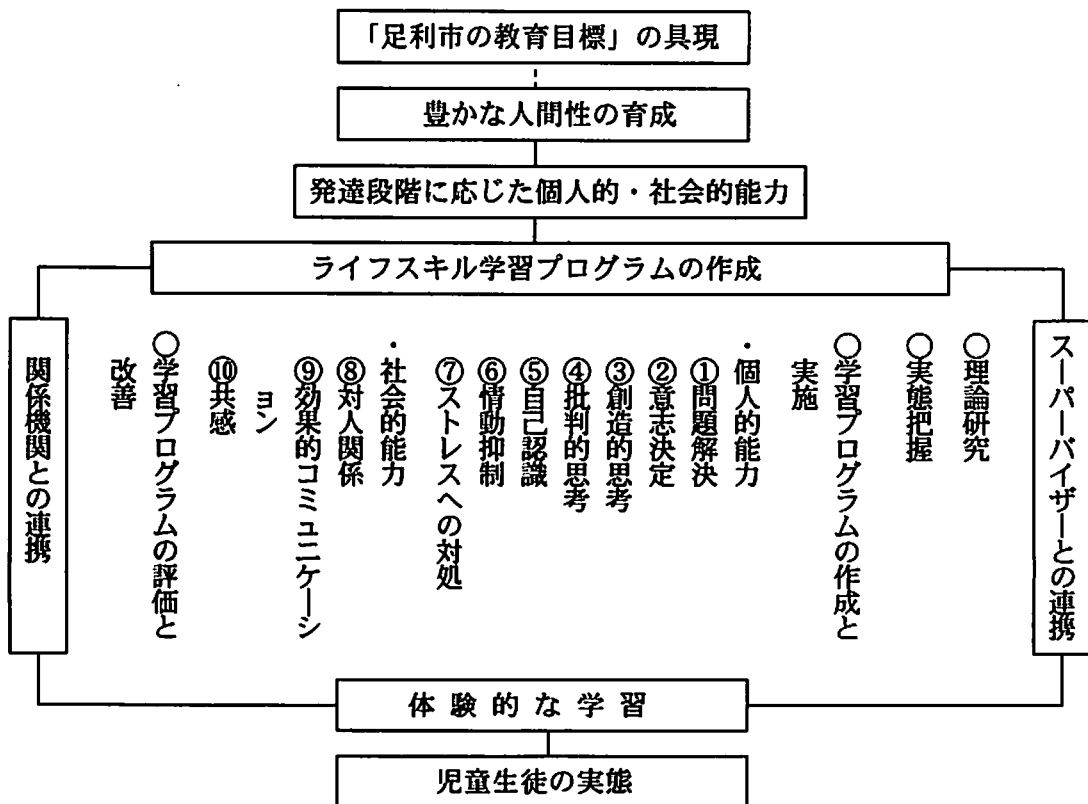 「足利市の教育目標」の具現
豊かな人間性の育成
発達段階に応じた個人的・社会的能力
ライフスキル学習プログラムの作成
スーパーバイザーとの連携
○理論研究
○実態把握
○学習プログラムの作成と
実施
・個人的能力
①問題解決
②意志決定
③創造的思考
④批判的思考
⑤自己認識
⑥情動抑制
⑦ストレスへの対処
・社会的能力
⑧対人関係
⑨効果的コミュニケーシ
ョン
⑩共感
○学習プログラムの評価と
改善
関係機関との連携
体験的な学習
児童生徒の実態